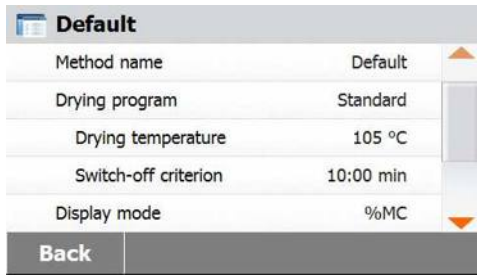 Default
Method name Default
Drying program Standard
Drying temperature 105 °C
Switch-off criterion 10:00 min
Display mode %MC
Back